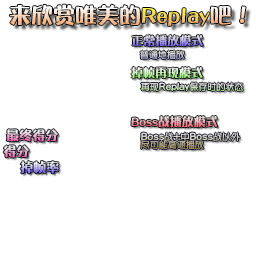 来欣赏唯美的Replay吧！
正常播放模式
普通地播放
掉帧再现模式
再现Replay保存时的状态
Boss战播放模式
Boss战±中Boss战以外
尽可能高速播放
最终得分
得分
掉帧率